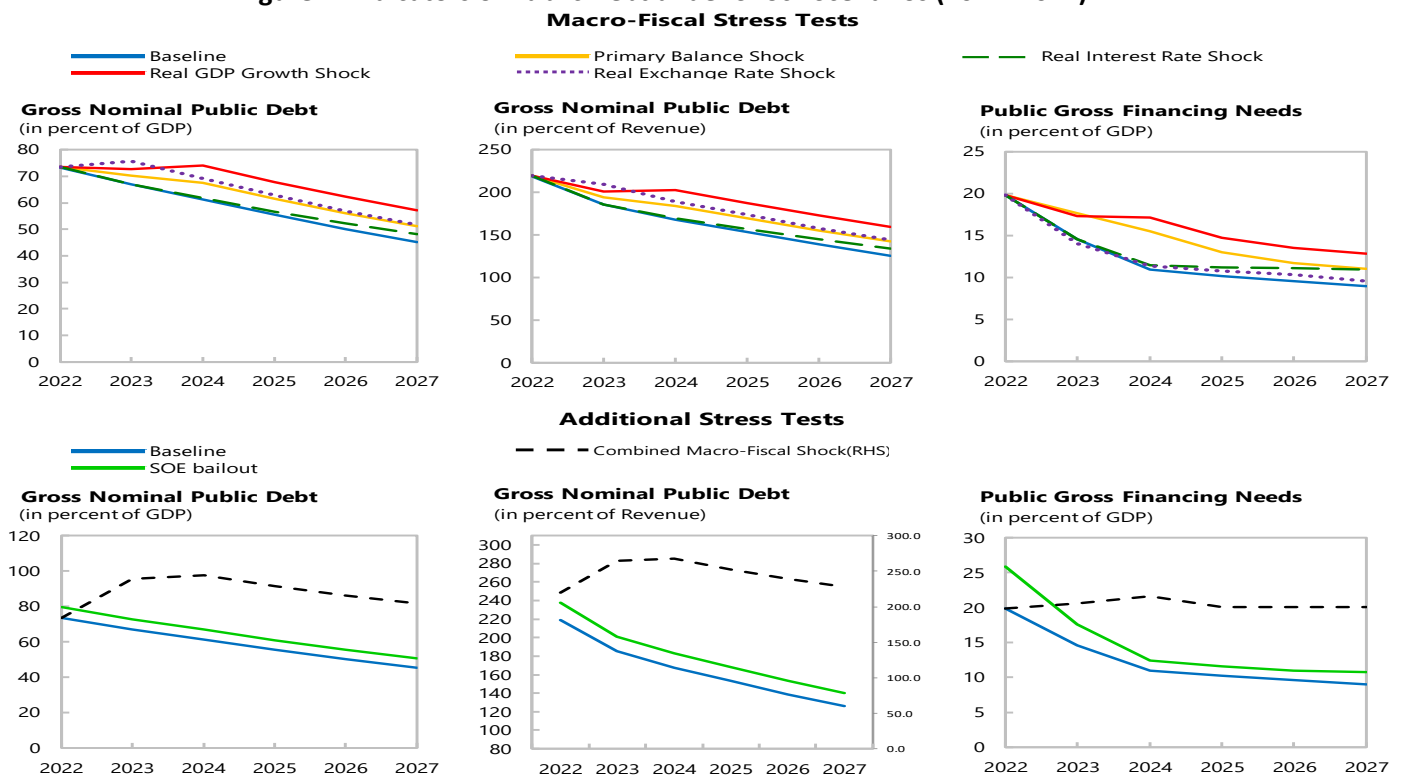 Macro-Fiscal Stress Tests
Baseline
Primary Balance Shock
Real Interest Rate Shock
Real GDP Growth Shock
Real Exchange Rate Shock
Gross Nominal Public Debt
(in percent of GDP)
80
70
60
50
40
30
20
10
0
2022 2023 2024 2025 2026 2027
Gross Nominal Public Debt
(in percent of Revenue)
250
200
150
100
50
0
2022 2023 2024 2025 2026 2027
Public Gross Financing Needs
(in percent of GDP)
25
20
15
10
5
0
2022 2023 2024 2025 2026 2027
Additional Stress Tests
Baseline
Combined Macro-Fiscal Shock(RHS)
SOE bailout
Gross Nominal Public Debt
(in percent of GDP)
120
100
80
60
40
20
0
2022 2023 2024 2025 2026 2027
Gross Nominal Public Debt
(in percent of Revenue)
300
280
260
240
220
200
180
160
140
120
100
80
300.0
250.0
200.0
150.0
100.0
50.0
0.0
2022 2023 2024 2025 2026 2027
Public Gross Financing Needs
(in percent of GDP)
30
25
20
15
10
5
0
2022 2023 2024 2025 2026 2027